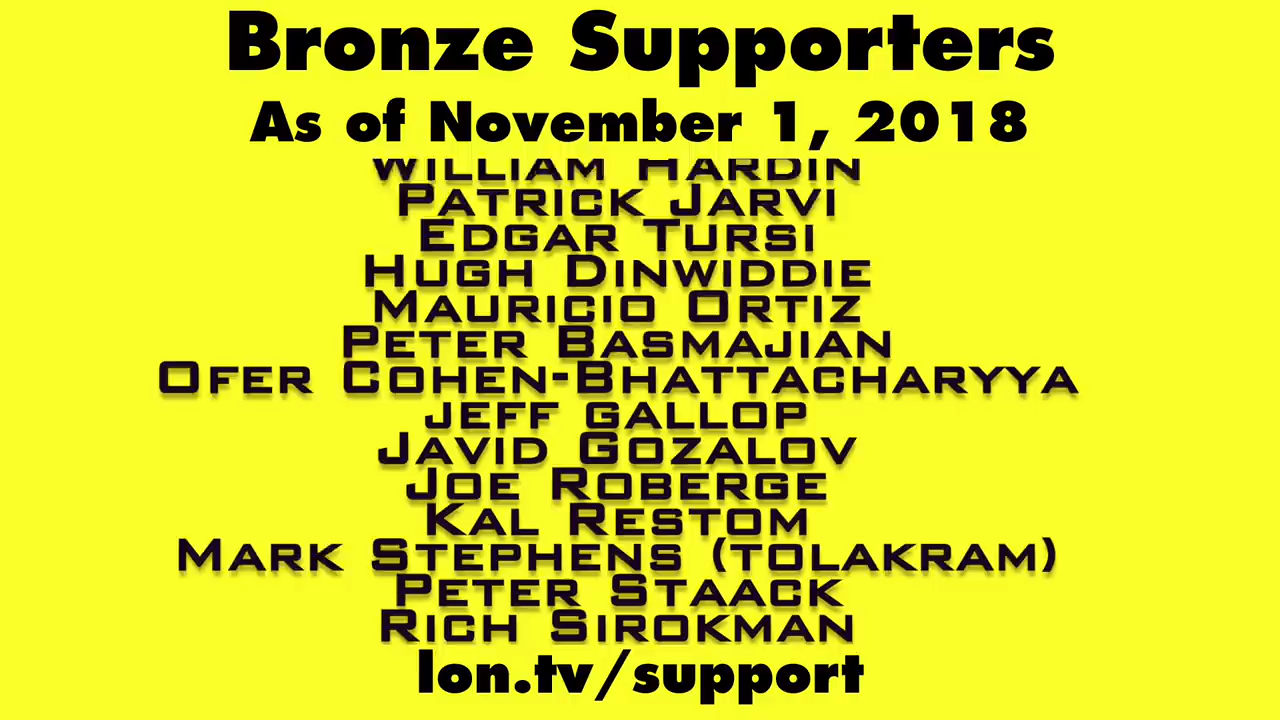 Bronze Supporters
As of November 1, 2018
William Hardin
Patrick Jarvi
Edgar Tursi
Hugh Dinwiddie
Mauricio Ortiz
Peter Basmajian
Ofer Cohen-Bhattacharyya
jeff gallop
Javid Gozalov
Joe Roberge
Kal Restom
Mark Stephens (tolakram)
Peter Staack
Rich Sirokman
lon.tv/support